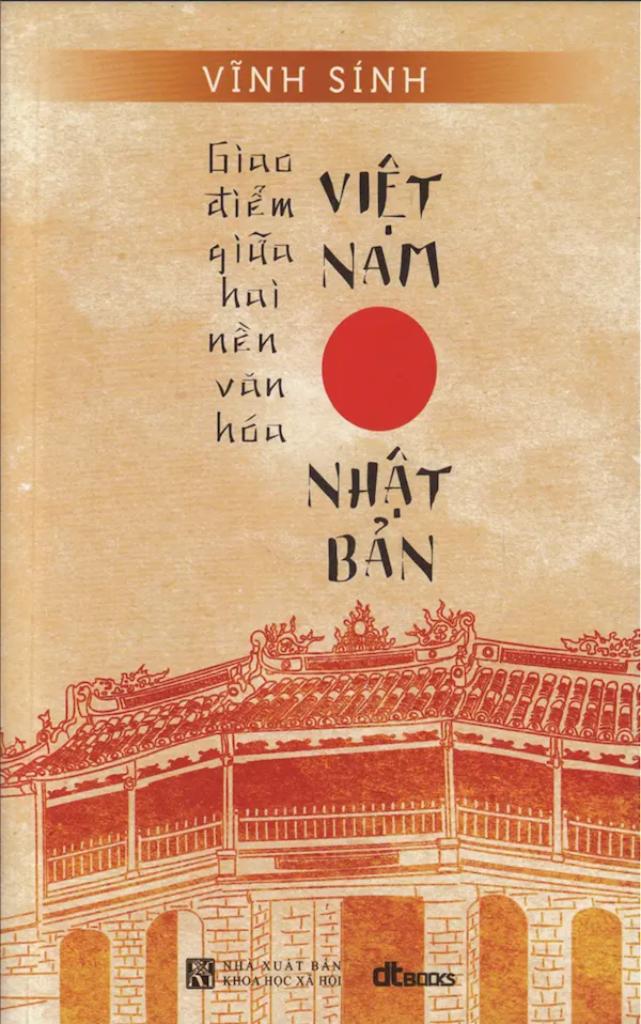 VĨNH SÍNH
Giao
điểm
giữa
hai
nền
văn
hóa
VIỆT
NAM
NHẬT
BẢN
NHÀ XUẤT BẢN
KHOA HỌC XÃ HỘI
dtBOOKS